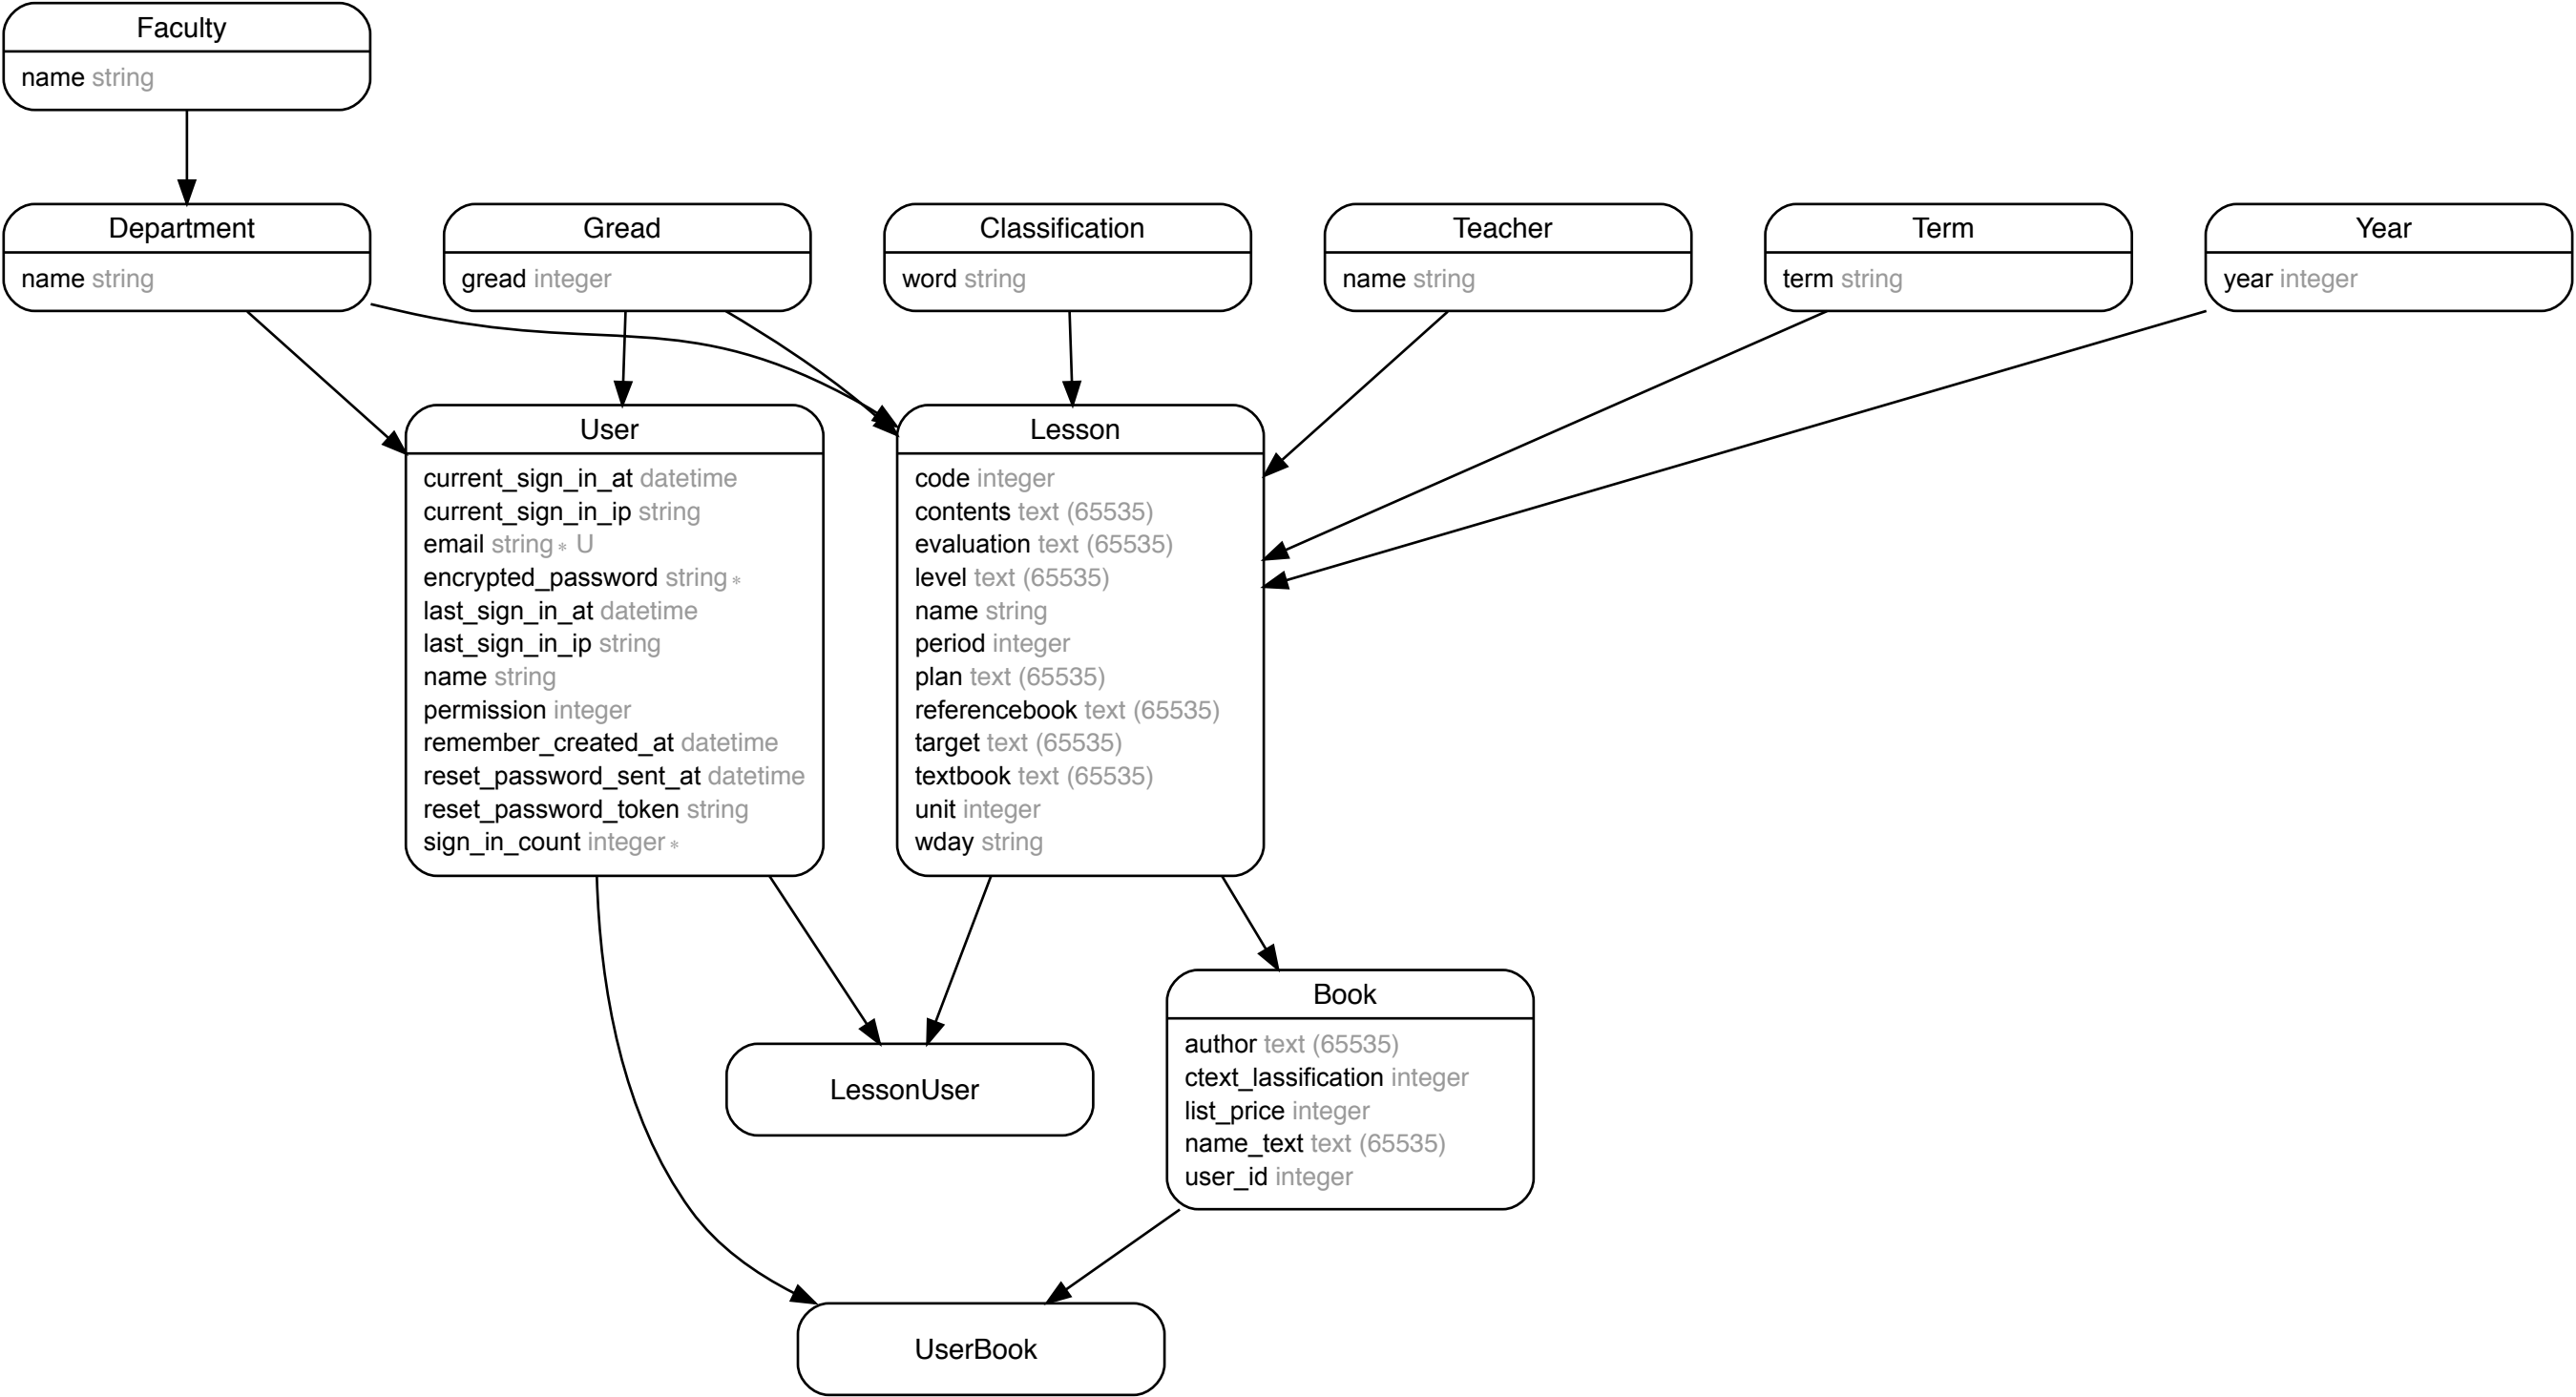 Faculty
name string
Department
name string
Gread
gread integer
Classification
word string
Teacher
name string
Term
term string
Year
year integer
User
current_sign_in_at datetime
current_sign_in_ip string
email string∗ U
encrypted_password string∗
last_sign_in_at datetime
last_sign_in_ip string
name string
permission integer
remember_created_at datetime
reset_password_sent_at datetime
reset_password_token string
sign_in_count integer∗
Lesson
code integer
contents text (65535)
evaluation text (65535)
level text (65535)
name string
period integer
plan text (65535)
referencebook text (65535)
target text (65535)
textbook text (65535)
unit integer
wday string
LessonUser
Book
author text (65535)
ctext_lassification integer
list_price integer
name_text text (65535)
user_id integer
UserBook